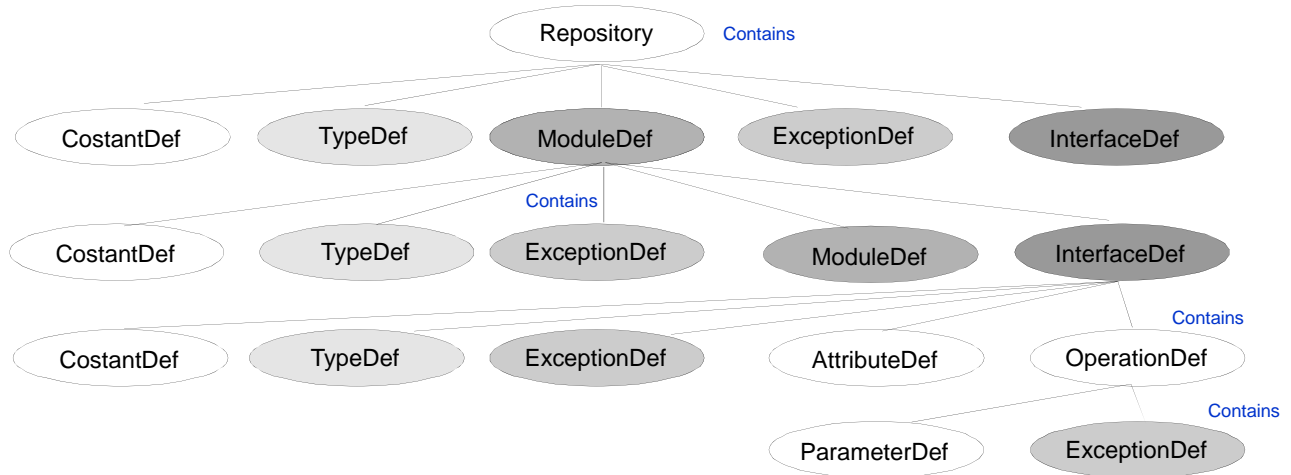 Repository
Contains
CostantDef
TypeDef
ModuleDef
ExceptionDef
InterfaceDef
Contains
CostantDef
TypeDef
ExceptionDef
ModuleDef
InterfaceDef
Contains
CostantDef
TypeDef
ExceptionDef
AttributeDef
OperationDef
Contains
ParameterDef
ExceptionDef